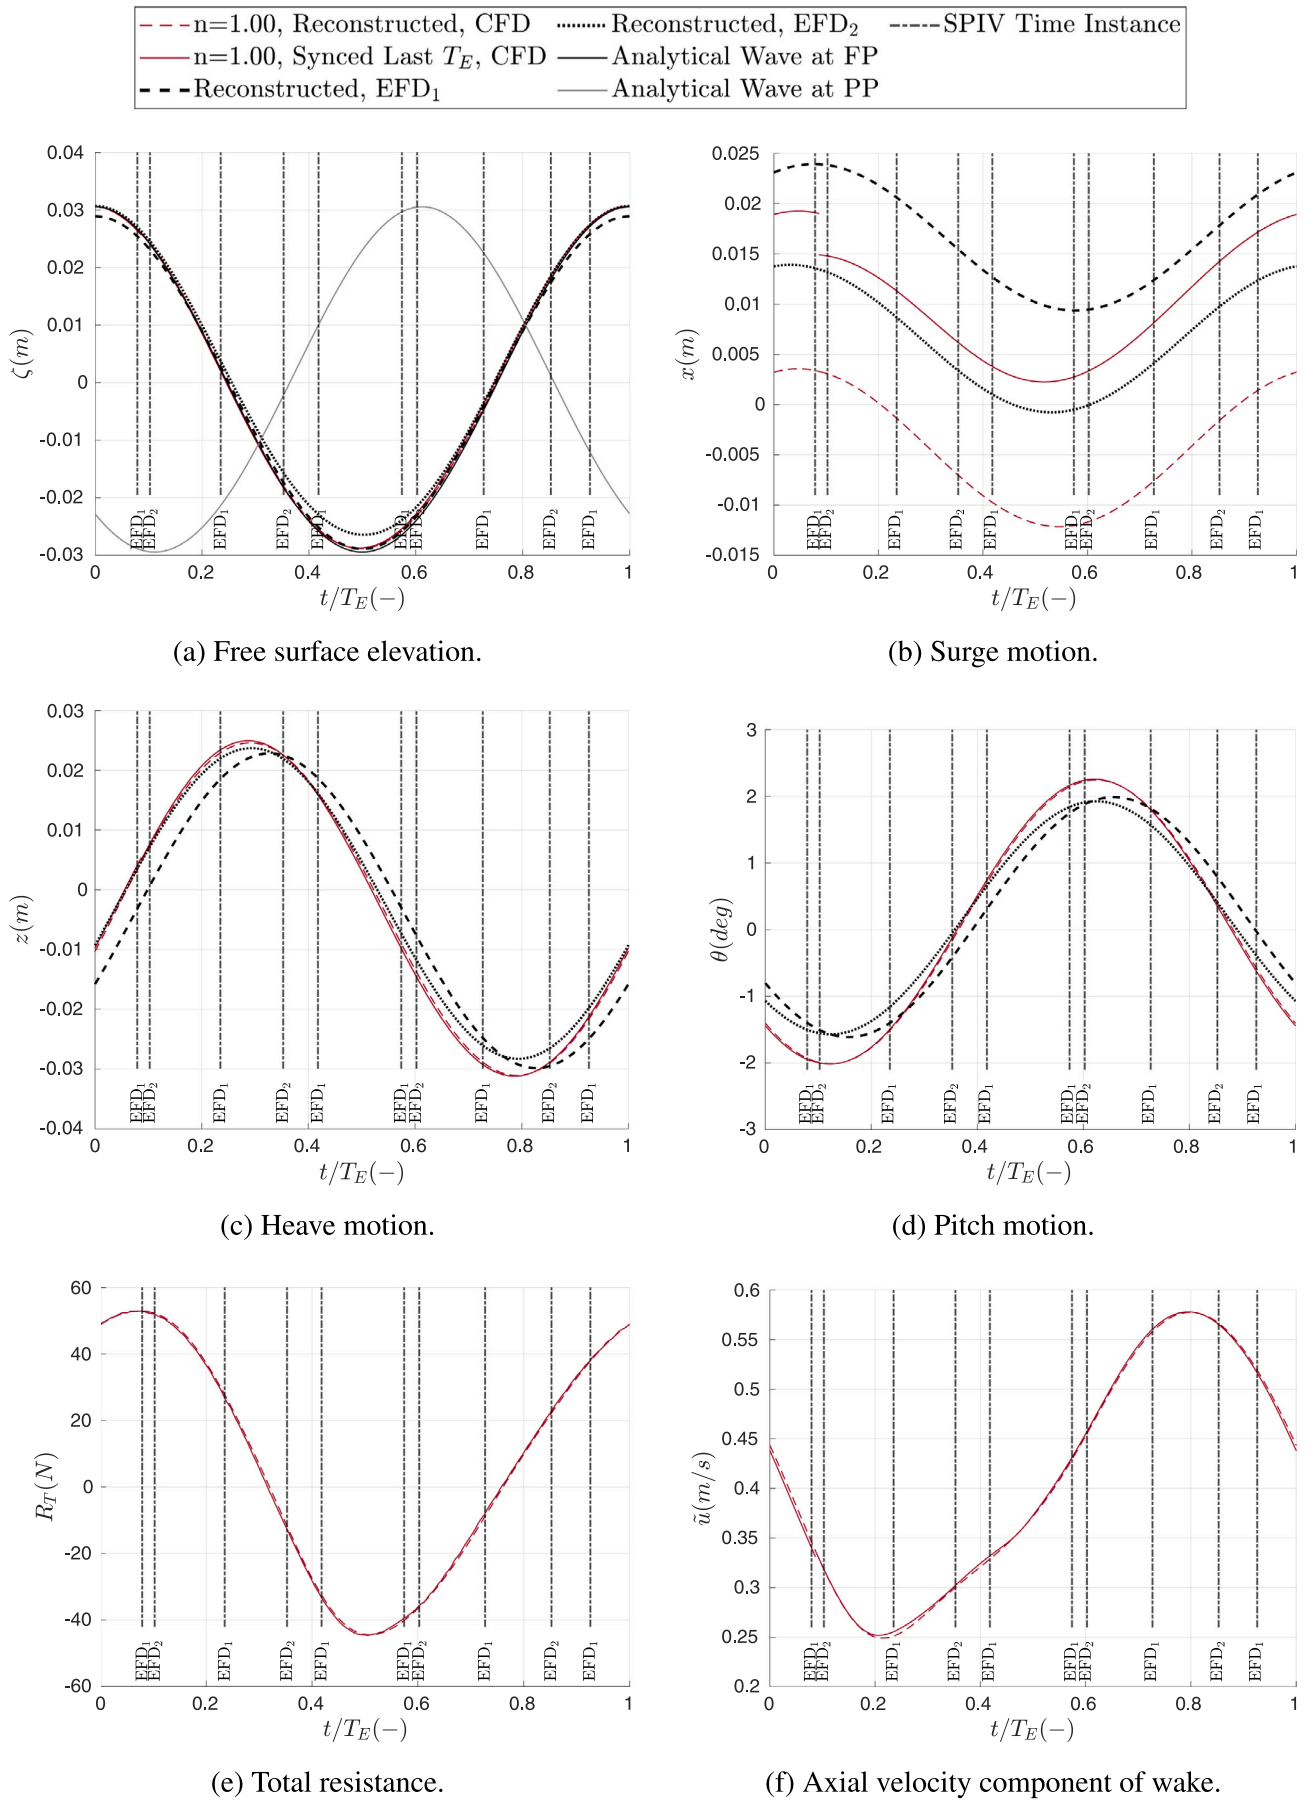 n=1.00, Reconstructed, CFD
Reconstructed, EFD₂
SPIV Time Instance
n=1.00, Synced Last T_E, CFD
Analytical Wave at FP
Reconstructed, EFD₁
Analytical Wave at PP
0.04
0.03
0.02
0.01
0
-0.01
-0.02
-0.03
ζ(m)
EFD₁
EFD₂
EFD₁
EFD₂
EFD₁
EFD₁
EFD₂
EFD₁
EFD₂
EFD₁
0 0.2 0.4 0.6 0.8 1
t/T_E(−)
(a) Free surface elevation.
0.025
0.02
0.015
0.01
0.005
0
-0.005
-0.01
-0.015
x(m)
EFD₁
EFD₂
EFD₁
EFD₂
EFD₁
EFD₁
EFD₂
EFD₁
EFD₂
EFD₁
0 0.2 0.4 0.6 0.8 1
t/T_E(−)
(b) Surge motion.
0.03
0.02
0.01
0
-0.01
-0.02
-0.03
-0.04
z(m)
EFD₁
EFD₂
EFD₁
EFD₂
EFD₁
EFD₁
EFD₂
EFD₁
EFD₂
EFD₁
0 0.2 0.4 0.6 0.8 1
t/T_E(−)
(c) Heave motion.
3
2
1
0
-1
-2
-3
θ(deg)
EFD₁
EFD₂
EFD₁
EFD₂
EFD₁
EFD₁
EFD₂
EFD₁
EFD₂
EFD₁
0 0.2 0.4 0.6 0.8 1
t/T_E(−)
(d) Pitch motion.
60
40
20
0
-20
-40
-60
R_T(N)
EFD₁
EFD₂
EFD₁
EFD₂
EFD₁
EFD₁
EFD₂
EFD₁
EFD₂
EFD₁
0 0.2 0.4 0.6 0.8 1
t/T_E(−)
(e) Total resistance.
0.6
0.55
0.5
0.45
0.4
0.35
0.3
0.25
0.2
ũ(m/s)
EFD₁
EFD₂
EFD₁
EFD₂
EFD₁
EFD₁
EFD₂
EFD₁
EFD₂
EFD₁
0 0.2 0.4 0.6 0.8 1
t/T_E(−)
(f) Axial velocity component of wake.